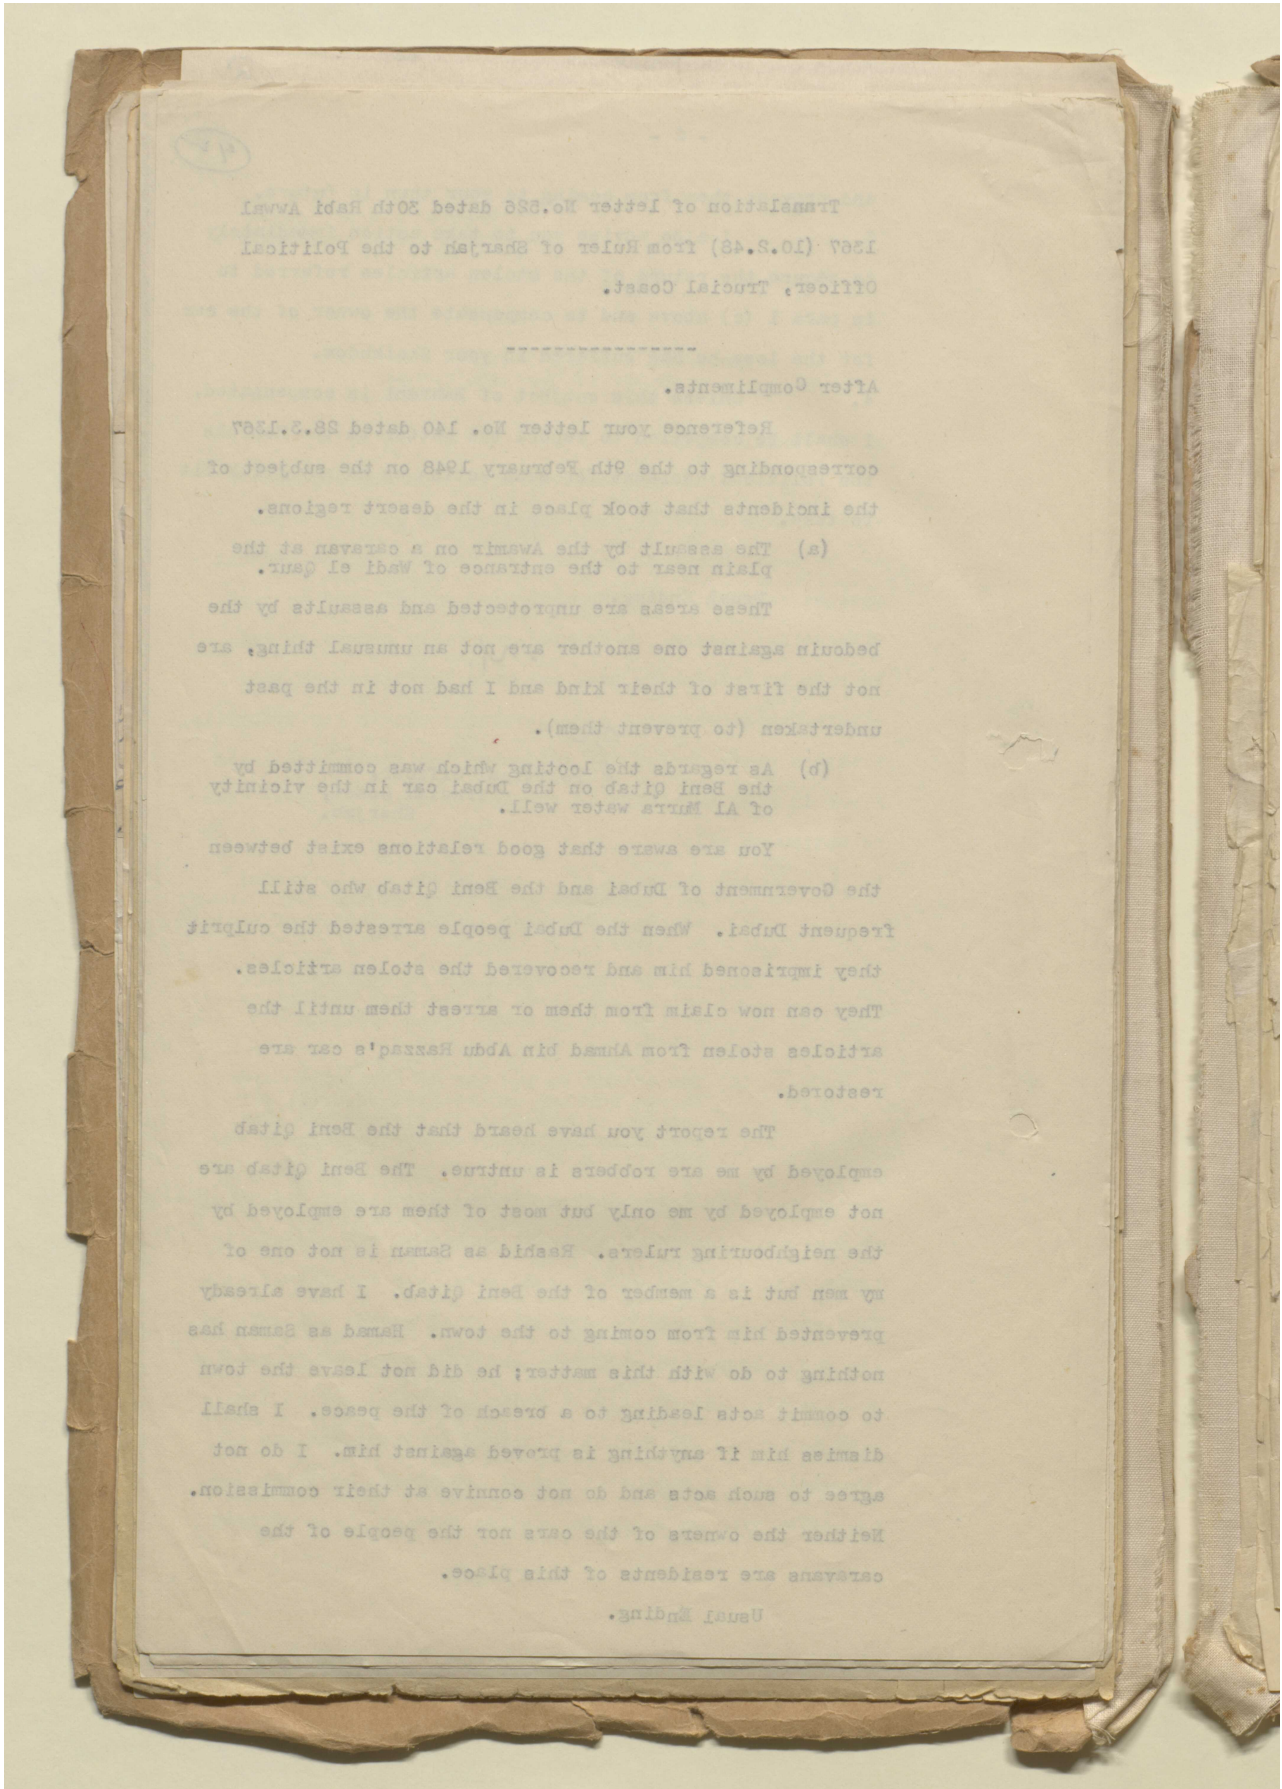 Translation of letter No.526 dated 30th Rabi Awwal
1367 (10.2.48) from Ruler of Sharjah to the Political
Officer, Trucial Coast.
-----------------
After Compliments.
Reference your letter No. 140 dated 28.3.1367
corresponding to the 9th February 1948 on the subject of
the incidents that took place in the desert regions.
(a) The assault by the Awamir on a caravan at the
plain near to the entrance of Wadi el Qaur.
These areas are unprotected and assaults by the
bedouin against one another are not an unusual thing, are
not the first of their kind and I had not in the past
undertaken (to prevent them).
(b) As regards the looting which was committed by
the Beni Qitab on the Dubai car in the vicinity
of Al Murra water well.
You are aware that good relations exist between
the Government of Dubai and the Beni Qitab who still
frequent Dubai. When the Dubai people arrested the culprit
they imprisoned him and recovered the stolen articles.
They can now claim from them or arrest them until the
articles stolen from Ahmad bin Abdu Razzaq's car are
restored.
The report you have heard that the Beni Qitab
employed by me are robbers is untrue. The Beni Qitab are
not employed by me only but most of them are employed by
the neighbouring rulers. Rashid as Saman is not one of
my men but is a member of the Beni Qitab. I have already
prevented him from coming to the town. Hamad as Saman has
nothing to do with this matter; he did not leave the town
to commit acts leading to a breach of the peace. I shall
dismiss him if anything is proved against him. I do not
agree to such acts and do not connive at their commission.
Neither the owners of the cars nor the people of the
caravans are residents of this place.
Usual Ending.